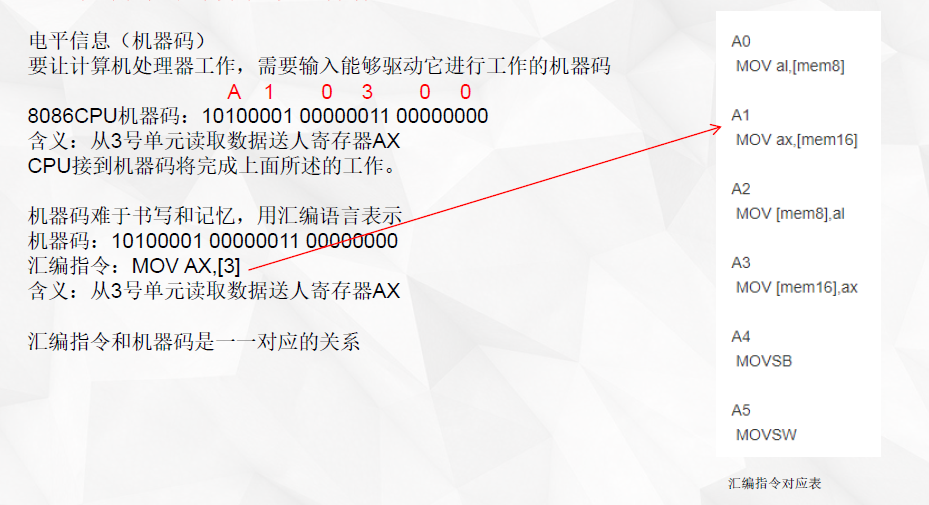 电平信息（机器码）
要让计算机处理器工作，需要输入能够驱动它进行工作的机器码
A 1 0 3 0 0
8086CPU机器码：10100001 00000011 00000000
含义：从3号单元读取数据送人寄存器AX
CPU接到机器码将完成上面所述的工作。
机器码难于书写和记忆，用汇编语言表示
机器码：10100001 00000011 00000000
汇编指令：MOV AX,[3]
含义：从3号单元读取数据送人寄存器AX
汇编指令和机器码是一一对应的关系
A0
MOV al,[mem8]
A1
MOV ax,[mem16]
A2
MOV [mem8],al
A3
MOV [mem16],ax
A4
MOVSB
A5
MOVSW
汇编指令对应表